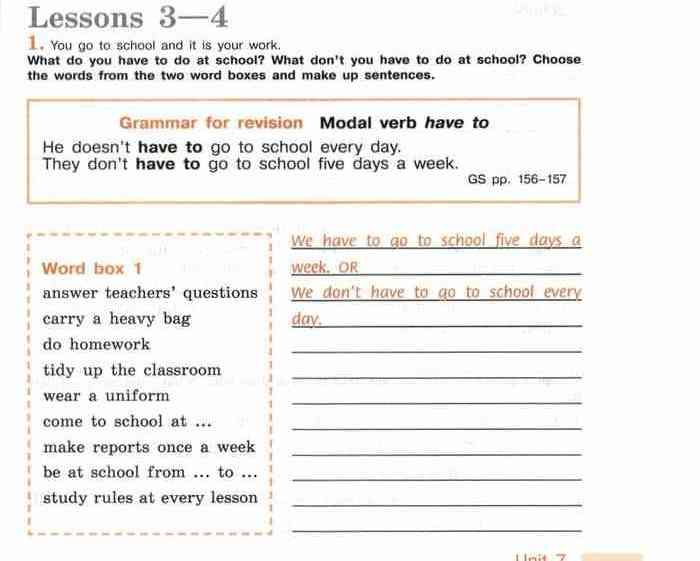 Lessons 3—4
1. You go to school and it is your work.
What do you have to do at school? What don't you have to do at school? Choose
the words from the two word boxes and make up sentences.
Grammar for revision Modal verb have to
He doesn't have to go to school every day.
They don't have to go to school five days a week.
GS pp. 156–157
Word box 1
answer teachers' questions
carry a heavy bag
do homework
tidy up the classroom
wear a uniform
come to school at ...
make reports once a week
be at school from ... to ...
study rules at every lesson
We have to go to school five days a
week. OR
We don't have to go to school every
day.
Unit 7